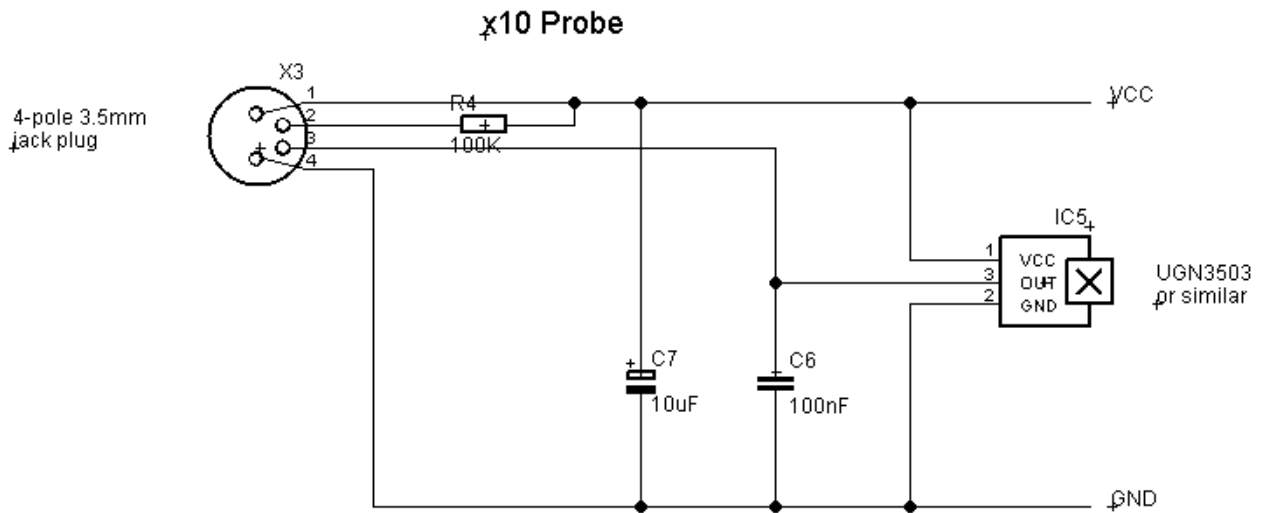 x10 Probe
X3
4-pole 3.5mm
jack plug
1
2
3
4
R4
100K
VCC
IC5
1
3
2
VCC
OUT
GND
UGN3503
or similar
C7
10uF
C6
100nF
GND